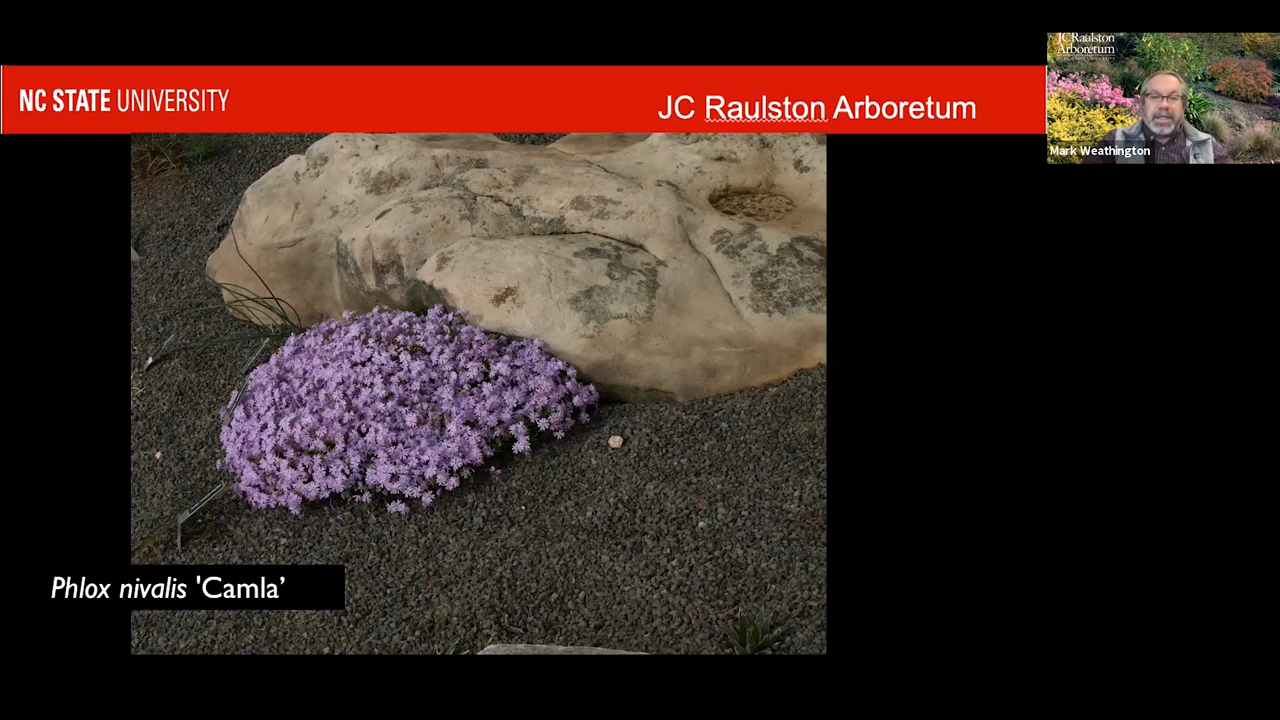 NC STATE UNIVERSITY
JC Raulston Arboretum
JC Raulston
Arboretum
Mark Weathington
Phlox nivalis 'Camla’